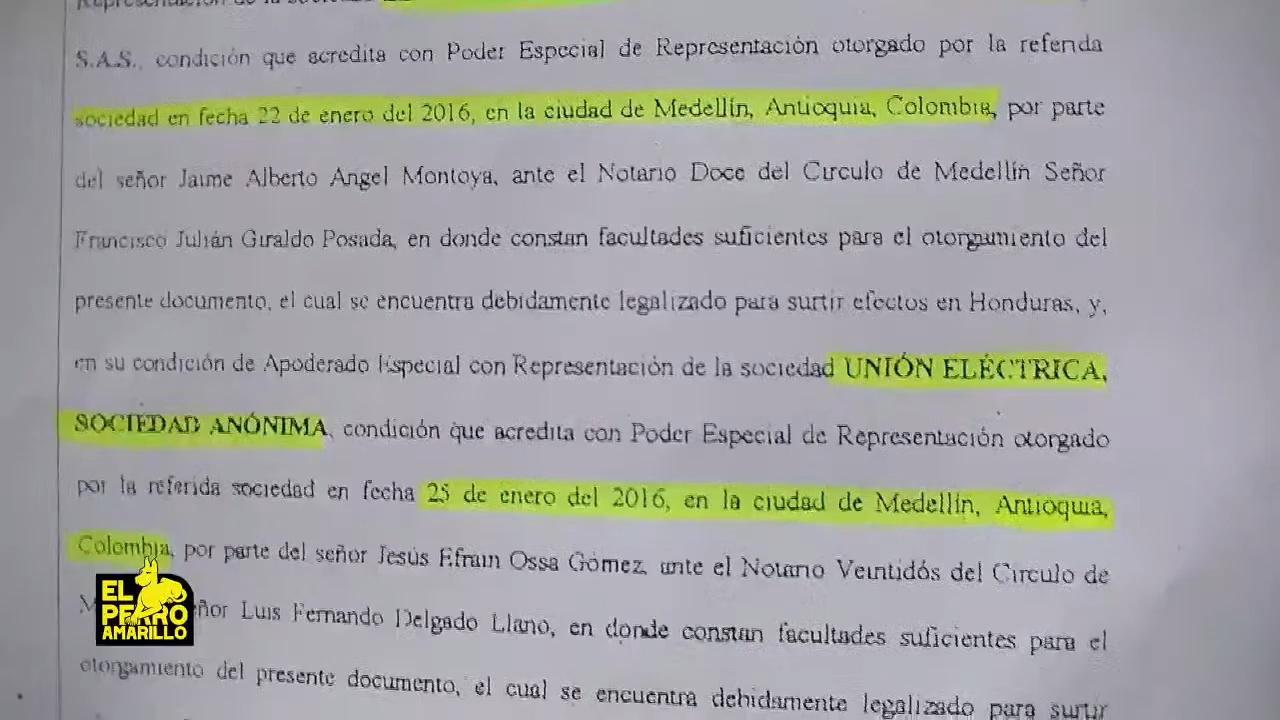 Representación de la sociedad
S.A.S., condición que acredita con Poder Especial de Representación otorgado por la referida
sociedad en fecha 22 de enero del 2016, en la ciudad de Medellín, Antioquia, Colombia, por parte
del señor Jaime Alberto Angel Montoya, ante el Notario Doce del Circulo de Medellín Señor
Francisco Julián Giraldo Posada, en donde constan facultades suficientes para el otorgamiento del
presente documento, el cual se encuentra debidamente legalizado para surtir efectos en Honduras, y,
en su condición de Apoderado Especial con Representación de la sociedad UNIÓN ELÉCTRICA,
SOCIEDAD ANÓNIMA, condición que acredita con Poder Especial de Representación otorgado
por la referida sociedad en fecha 25 de enero del 2016, en la ciudad de Medellín, Antioquia,
Colombia, por parte del señor Jesús Efrain Ossa Gómez, ante el Notario Veintidós del Circulo de
Luis Fernando Delgado Llano, en donde constan facultades suficientes para el
otorgamiento del presente documento, el cual se encuentra debidamente legalizado para surtir
EL
PERRO
AMARILLO